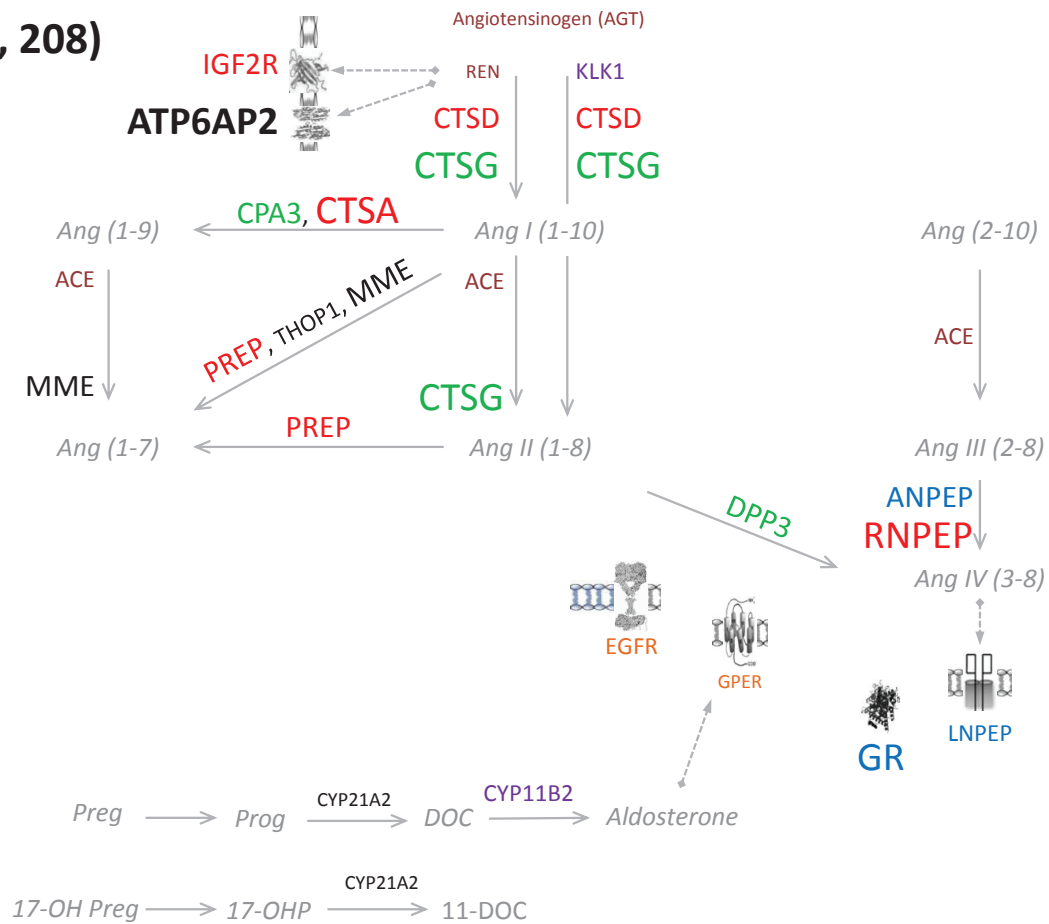 , 208)
Angiotensinogen (AGT)
IGF2R
REN
KLK1
ATP6AP2
CTSD
CTSD
CTSG
CTSG
CPA3, CTSA
Ang (1-9)
Ang I (1-10)
Ang (2-10)
ACE
ACE
PREP, THOP1, MME
ACE
MME
CTSG
PREP
Ang (1-7)
Ang II (1-8)
Ang III (2-8)
DPP3
ANPEP
RNPEP
Ang IV (3-8)
EGFR
GPER
LNPEP
GR
Preg
Prog
CYP21A2
DOC
CYP11B2
Aldosterone
17-OH Preg
17-OHP
CYP21A2
11-DOC